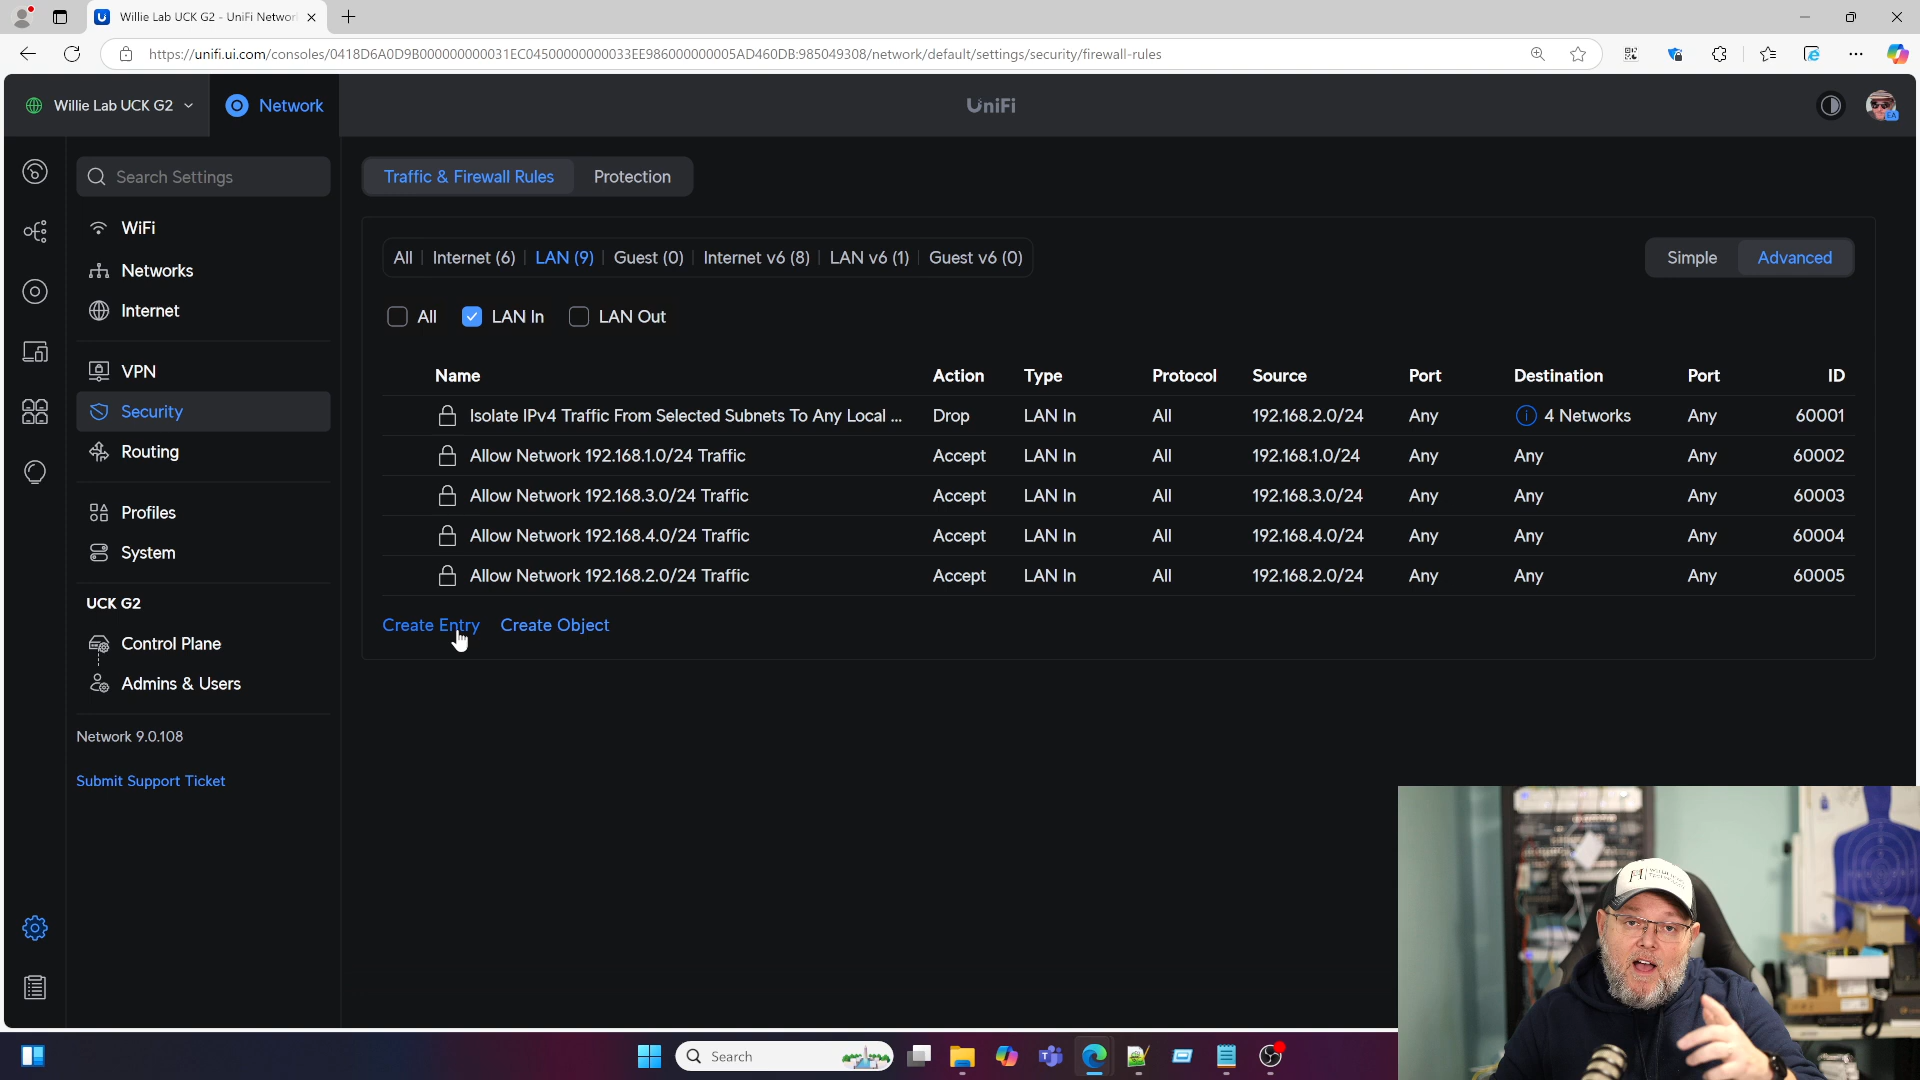 Willie Lab UCK G2 - UniFi Networ
https://unifi.ui.com/consoles/0418D6A0D9B000000000031EC04500000000033EE986000000005AD460DB:985049308/network/default/settings/security/firewall-rules
Willie Lab UCK G2
Network
UniFi
EA
Search Settings
WiFi
Networks
Internet
VPN
Security
Routing
Profiles
System
UCK G2
Control Plane
Admins & Users
Network 9.0.108
Submit Support Ticket
Traffic & Firewall Rules Protection
All Internet (6) LAN (9) Guest (0) Internet v6 (8) LAN v6 (1) Guest v6 (0)
Simple Advanced
All LAN In LAN Out
Name Action Type Protocol Source Port Destination Port ID
Isolate IPv4 Traffic From Selected Subnets To Any Local ... Drop LAN In All 192.168.2.0/24 Any 4 Networks Any 60001
Allow Network 192.168.1.0/24 Traffic Accept LAN In All 192.168.1.0/24 Any Any Any 60002
Allow Network 192.168.3.0/24 Traffic Accept LAN In All 192.168.3.0/24 Any Any Any 60003
Allow Network 192.168.4.0/24 Traffic Accept LAN In All 192.168.4.0/24 Any Any Any 60004
Allow Network 192.168.2.0/24 Traffic Accept LAN In All 192.168.2.0/24 Any Any Any 60005
Create Entry Create Object
Search